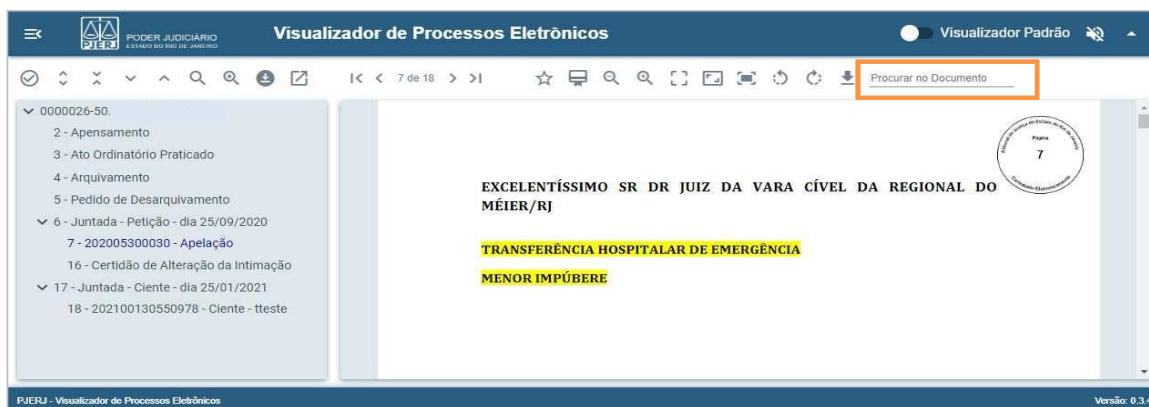 PJERJ
PODER JUDICIÁRIO
ESTADO DO RIO DE JANEIRO
Visualizador de Processos Eletrônicos
Visualizador Padrão
7 de 18
Procurar no Documento
0000026-50.
2 - Apensamento
3 - Ato Ordinatório Praticado
4 - Arquivamento
5 - Pedido de Desarquivamento
6 - Juntada - Petição - dia 25/09/2020
7 - 202005300030 - Apelação
16 - Certidão de Alteração da Intimação
17 - Juntada - Ciente - dia 25/01/2021
18 - 202100130550978 - Ciente - tteste
Página
7
EXCELENTÍSSIMO SR DR JUIZ DA VARA CÍVEL DA REGIONAL DO
MÉIER/RJ
TRANSFERÊNCIA HOSPITALAR DE EMERGÊNCIA
MENOR IMPÚBERE
PJERJ - Visualizador de Processos Eletrônicos